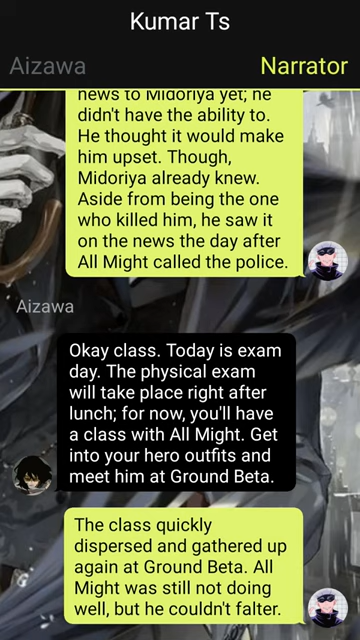 Kumar Ts
Aizawa
Narrator
news to Midoriya yet; he
didn't have the ability to.
He thought it would make
him upset. Though,
Midoriya already knew.
Aside from being the one
who killed him, he saw it
on the news the day after
All Might called the police.
Aizawa
Okay class. Today is exam
day. The physical exam
will take place right after
lunch; for now, you'll have
a class with All Might. Get
into your hero outfits and
meet him at Ground Beta.
The class quickly
dispersed and gathered up
again at Ground Beta. All
Might was still not doing
well, but he couldn't falter.